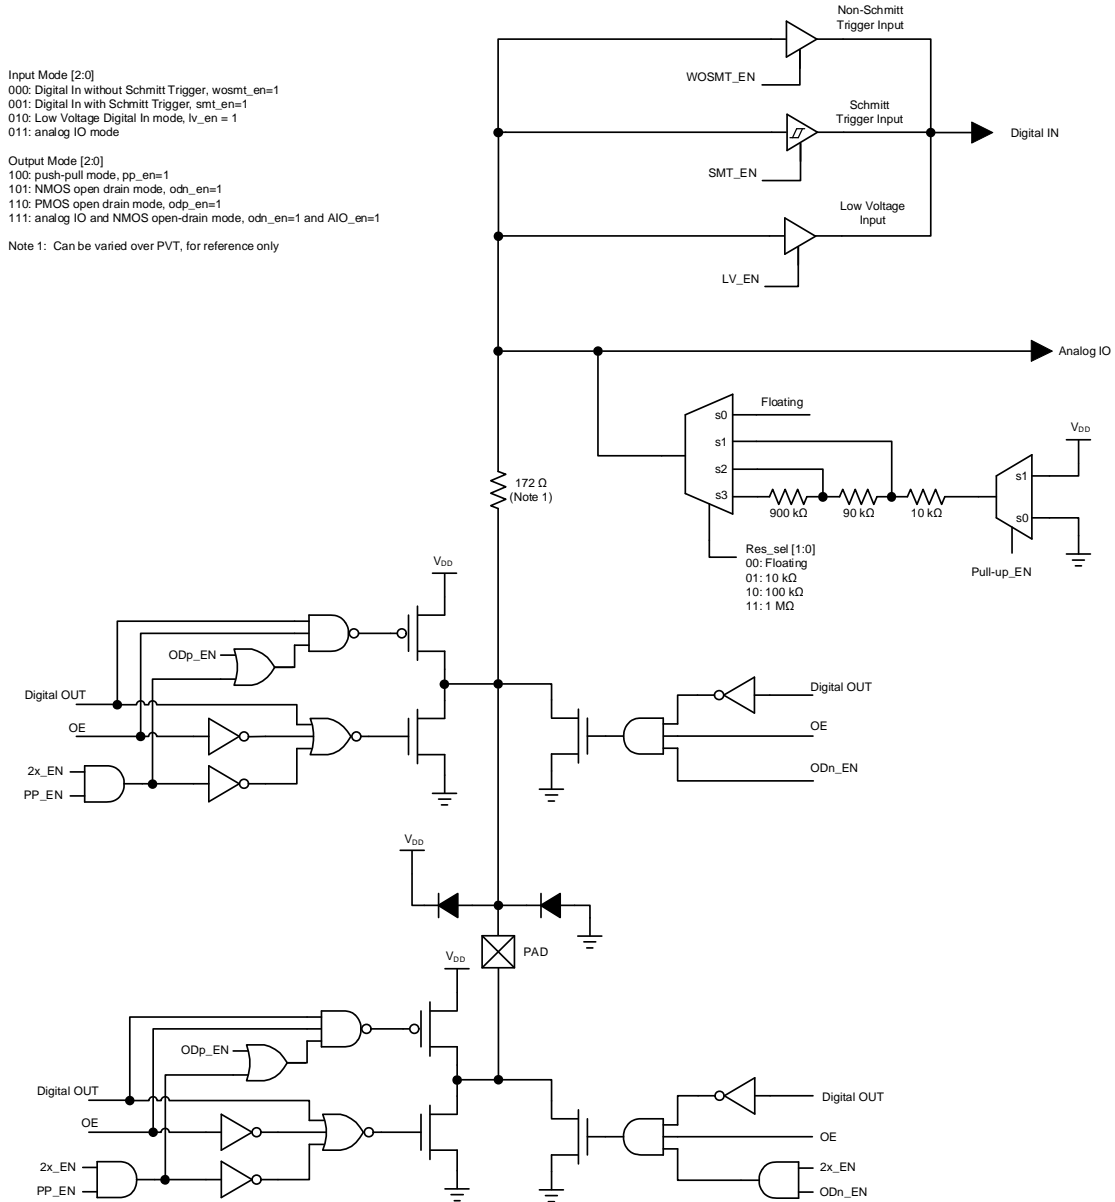 Non-Schmitt
Trigger Input
WOSMT_EN
Input Mode [2:0]
000: Digital In without Schmitt Trigger, wosmt_en=1
001: Digital In with Schmitt Trigger, smt_en=1
010: Low Voltage Digital In mode, lv_en = 1
011: analog IO mode
Output Mode [2:0]
100: push-pull mode, pp_en=1
101: NMOS open drain mode, odn_en=1
110: PMOS open drain mode, odp_en=1
111: analog IO and NMOS open-drain mode, odn_en=1 and AIO_en=1
Note 1: Can be varied over PVT, for reference only
Schmitt
Trigger Input
Digital IN
SMT_EN
Low Voltage
Input
LV_EN
Analog IO
Floating
s0
s1
s2
s3
VDD
s1
s0
172 Ω
(Note 1)
900 kΩ
90 kΩ
10 kΩ
Res_sel [1:0]
00: Floating
01: 10 kΩ
10: 100 kΩ
11: 1 MΩ
Pull-up_EN
VDD
ODp_EN
Digital OUT
OE
2x_EN
PP_EN
Digital OUT
OE
ODn_EN
VDD
PAD
VDD
ODp_EN
Digital OUT
OE
2x_EN
PP_EN
Digital OUT
OE
2x_EN
ODn_EN